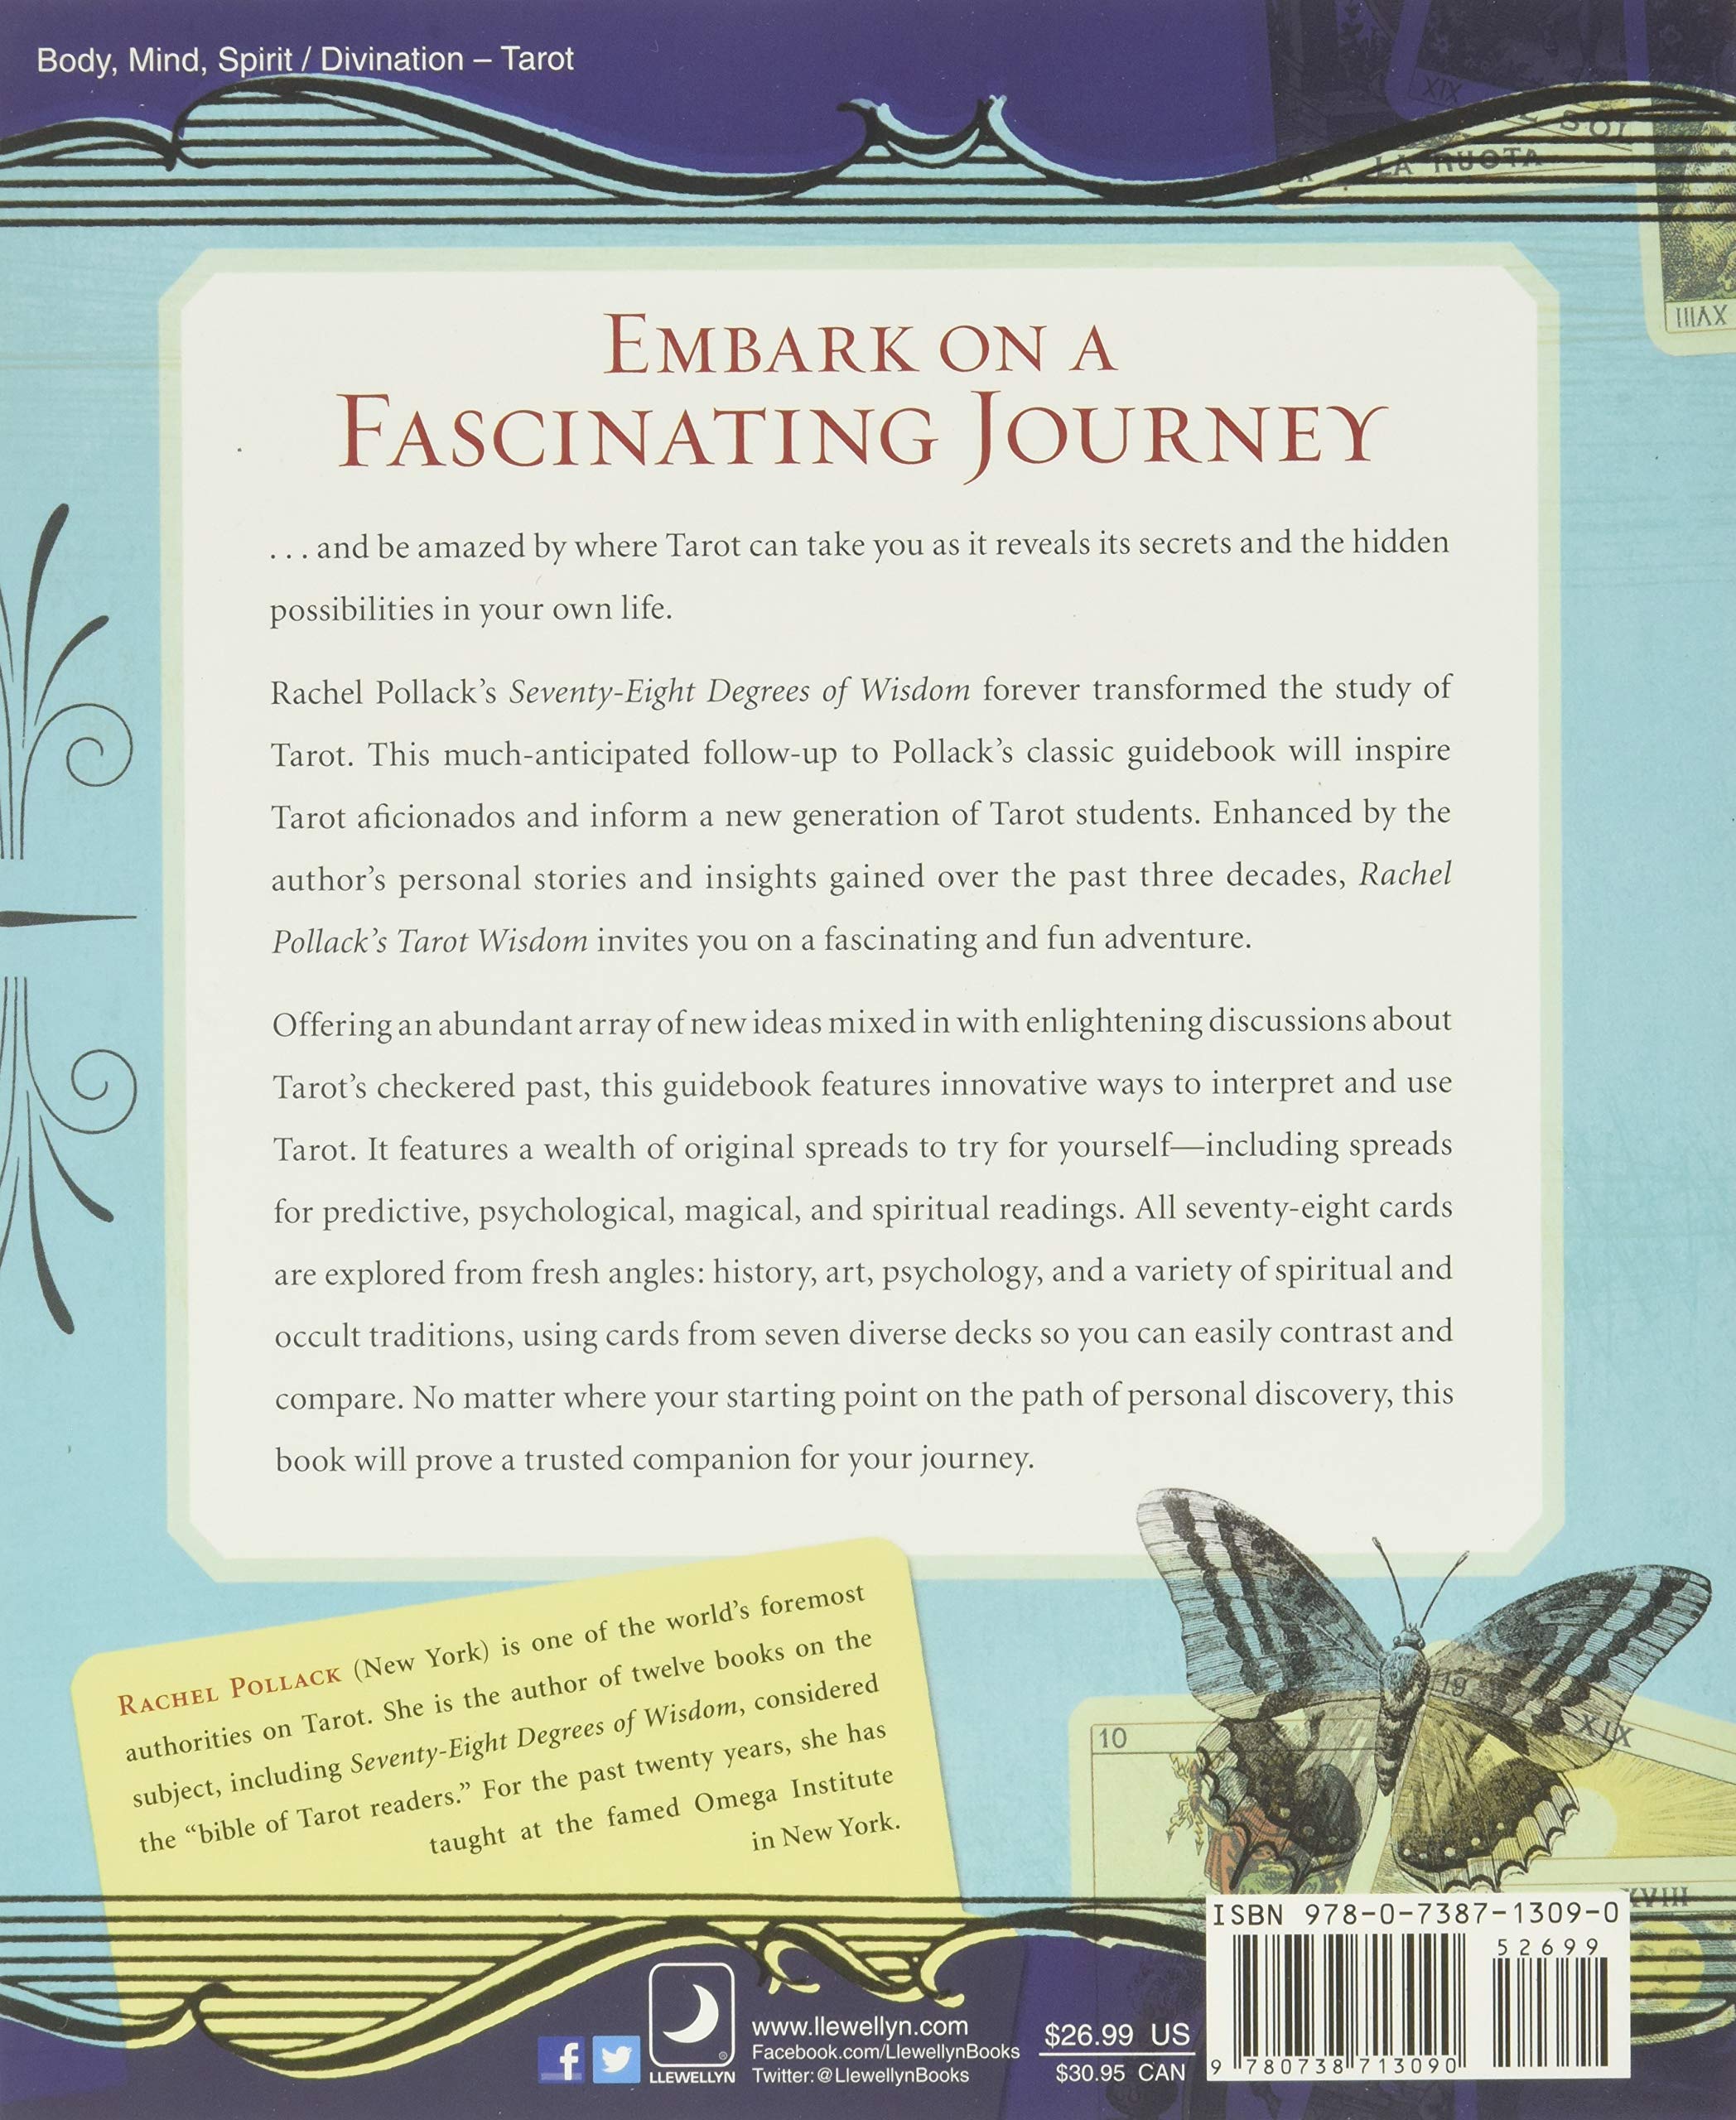 Body, Mind, Spirit / Divination – Tarot
XIX
SOL
LA RUOTA
XVIII
EMBARK ON A
FASCINATING JOURNEY
. . . and be amazed by where Tarot can take you as it reveals its secrets and the hidden
possibilities in your own life.
Rachel Pollack’s Seventy-Eight Degrees of Wisdom forever transformed the study of
Tarot. This much-anticipated follow-up to Pollack’s classic guidebook will inspire
Tarot aficionados and inform a new generation of Tarot students. Enhanced by the
author’s personal stories and insights gained over the past three decades, Rachel
Pollack’s Tarot Wisdom invites you on a fascinating and fun adventure.
Offering an abundant array of new ideas mixed in with enlightening discussions about
Tarot’s checkered past, this guidebook features innovative ways to interpret and use
Tarot. It features a wealth of original spreads to try for yourself—including spreads
for predictive, psychological, magical, and spiritual readings. All seventy-eight cards
are explored from fresh angles: history, art, psychology, and a variety of spiritual and
occult traditions, using cards from seven diverse decks so you can easily contrast and
compare. No matter where your starting point on the path of personal discovery, this
book will prove a trusted companion for your journey.
RACHEL POLLACK (New York) is one of the world’s foremost
authorities on Tarot. She is the author of twelve books on the
subject, including Seventy-Eight Degrees of Wisdom, considered
the “bible of Tarot readers.” For the past twenty years, she has
taught at the famed Omega Institute
in New York.
10
19
XIX
XVIII
ISBN 978-0-7387-1309-0
52699
9 780738 713090
LLEWELLYN
www.llewellyn.com
Facebook.com/LlewellynBooks
Twitter: @LlewellynBooks
$26.99 US
$30.95 CAN